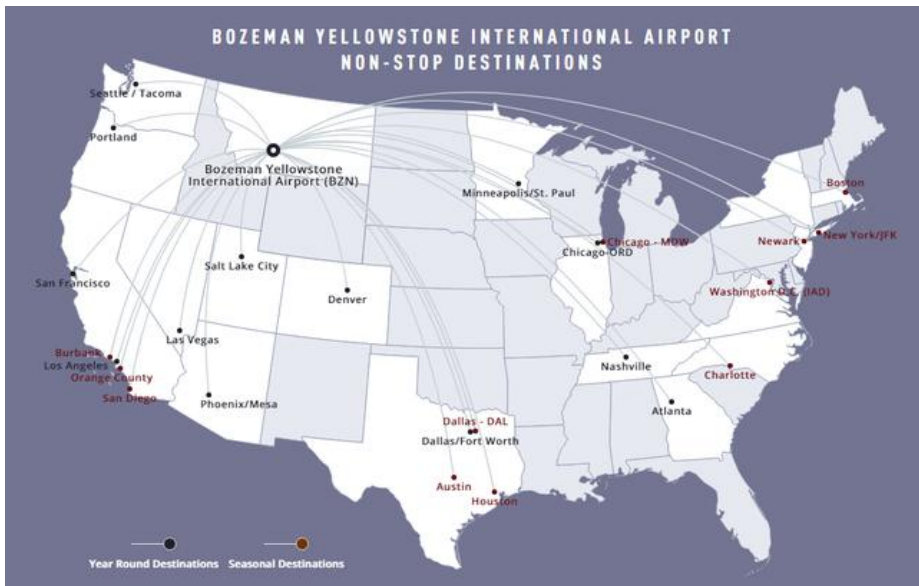 BOZEMAN YELLOWSTONE INTERNATIONAL AIRPORT
NON-STOP DESTINATIONS
Seattle / Tacoma
Portland
Bozeman Yellowstone
International Airport (BZN)
Minneapolis/St. Paul
Boston
New York/JFK
Newark
Chicago - MDW
Chicago-ORD
Salt Lake City
San Francisco
Denver
Washington D.C. (IAD)
Las Vegas
Burbank
Los Angeles
Orange County
San Diego
Phoenix/Mesa
Nashville
Charlotte
Atlanta
Dallas - DAL
Dallas/Fort Worth
Austin
Houston
Year Round Destinations
Seasonal Destinations